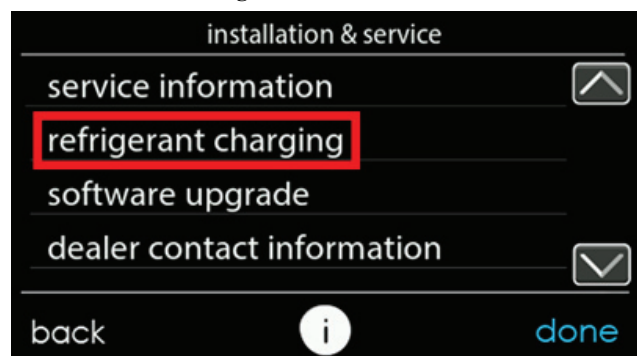 installation & service
service information
refrigerant charging
software upgrade
dealer contact information
back i done